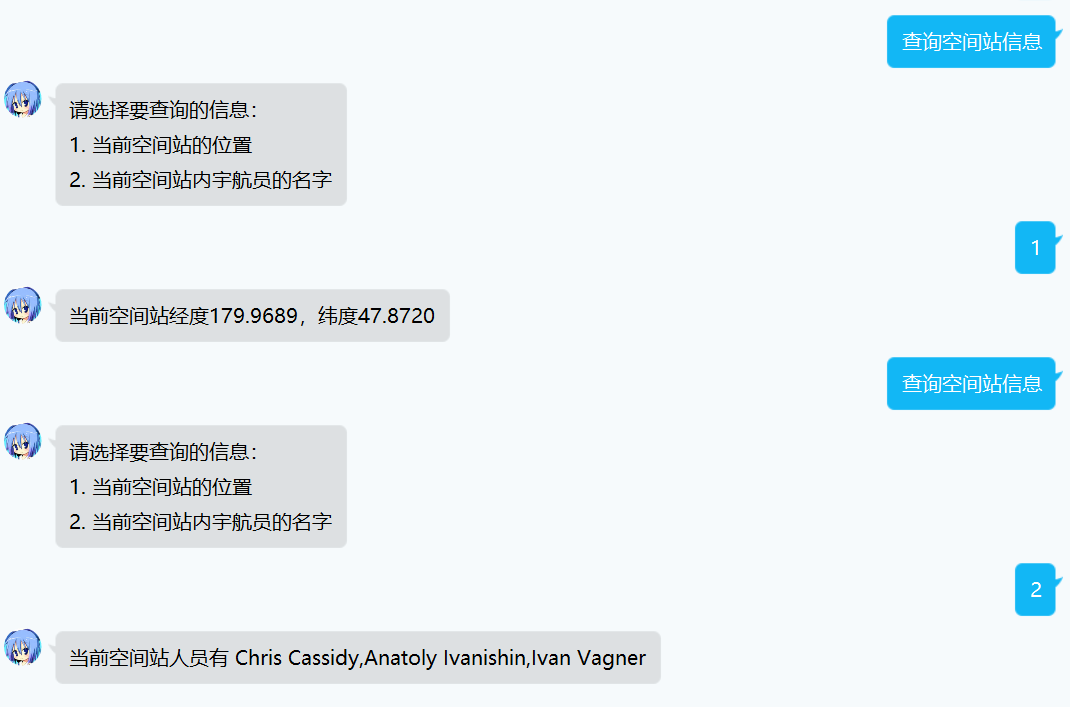 查询空间站信息
请选择要查询的信息：
1. 当前空间站的位置
2. 当前空间站内宇航员的名字
1
当前空间站经度179.9689，纬度47.8720
查询空间站信息
请选择要查询的信息：
1. 当前空间站的位置
2. 当前空间站内宇航员的名字
2
当前空间站人员有 Chris Cassidy,Anatoly Ivanishin,Ivan Vagner